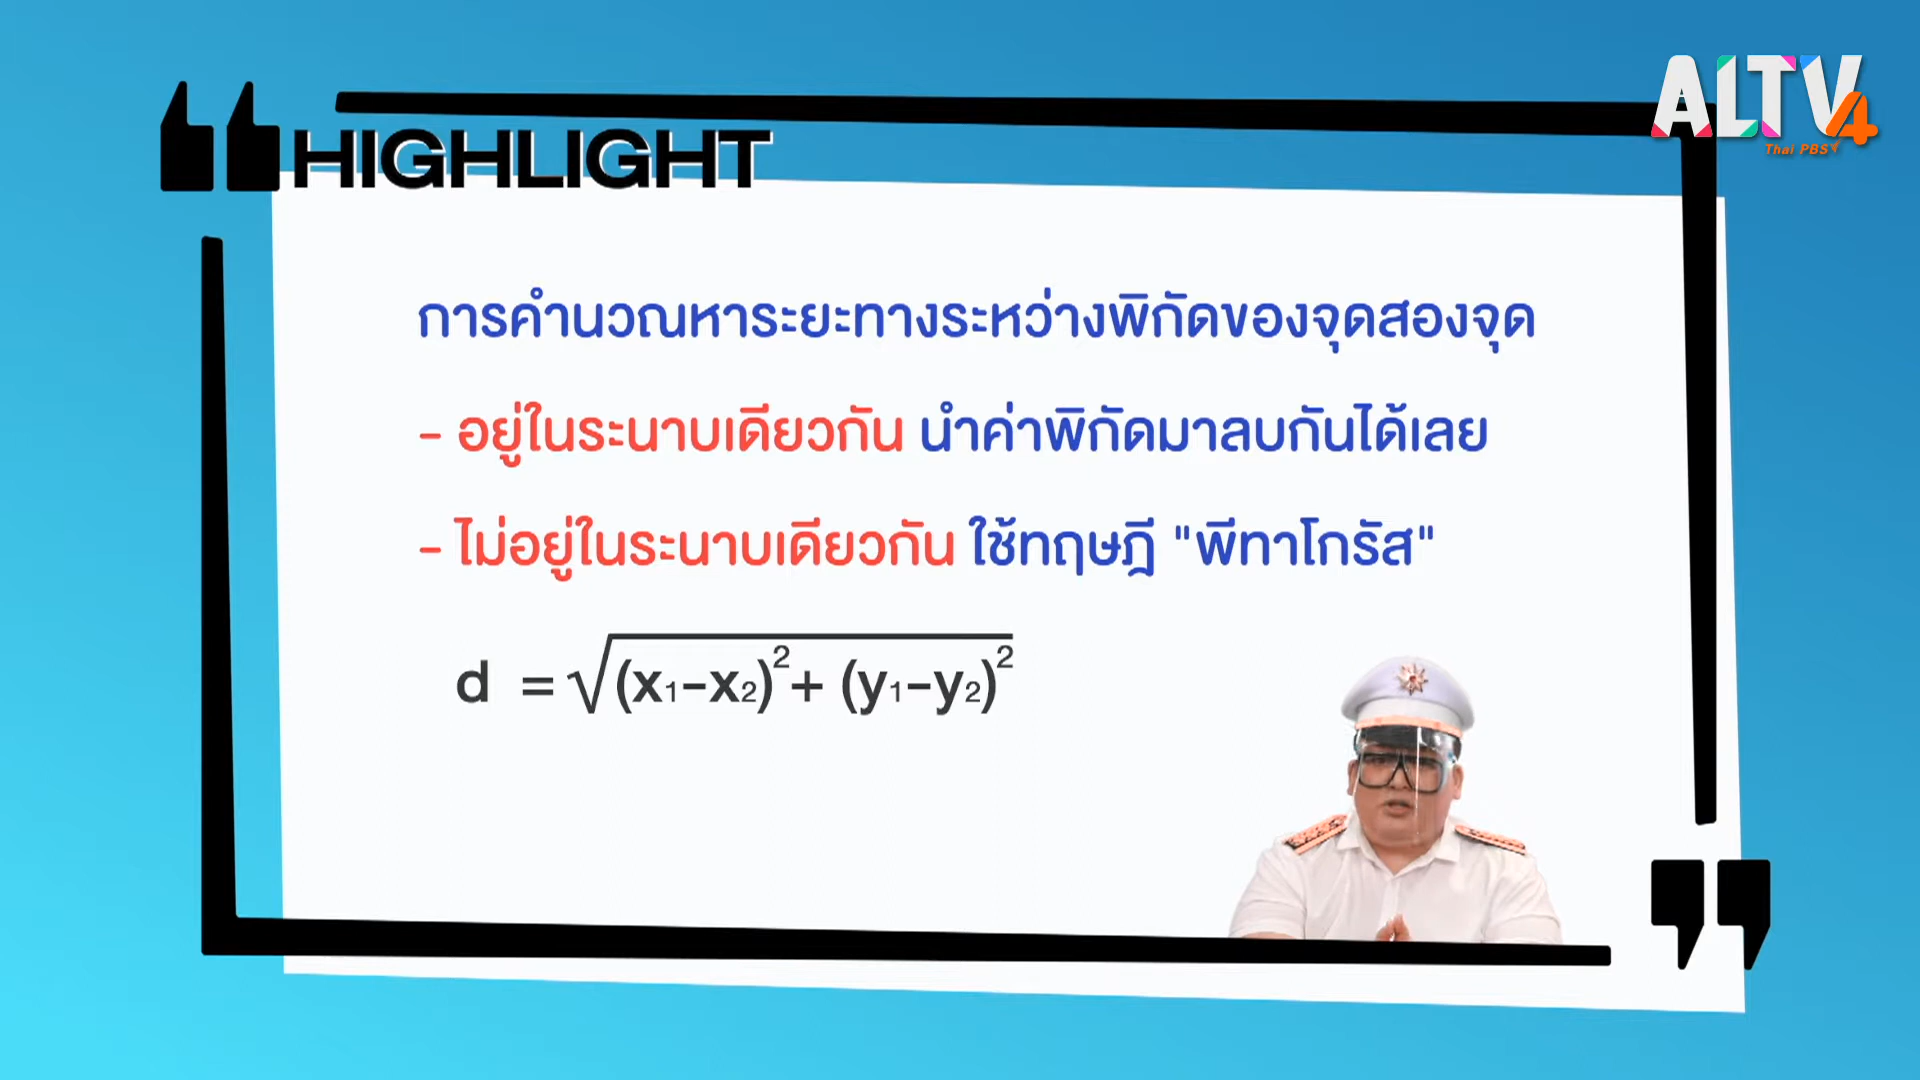 ALTV4
Thai PBS
HIGHLIGHT
การคำนวณหาระยะทางระหว่างพิกัดของจุดสองจุด
- อยู่ในระนาบเดียวกัน นำค่าพิกัดมาลบกันได้เลย
- ไม่อยู่ในระนาบเดียวกัน ใช้ทฤษฎี "พีทาโกรัส"
d = √(x₁-x₂)²+ (y₁-y₂)²